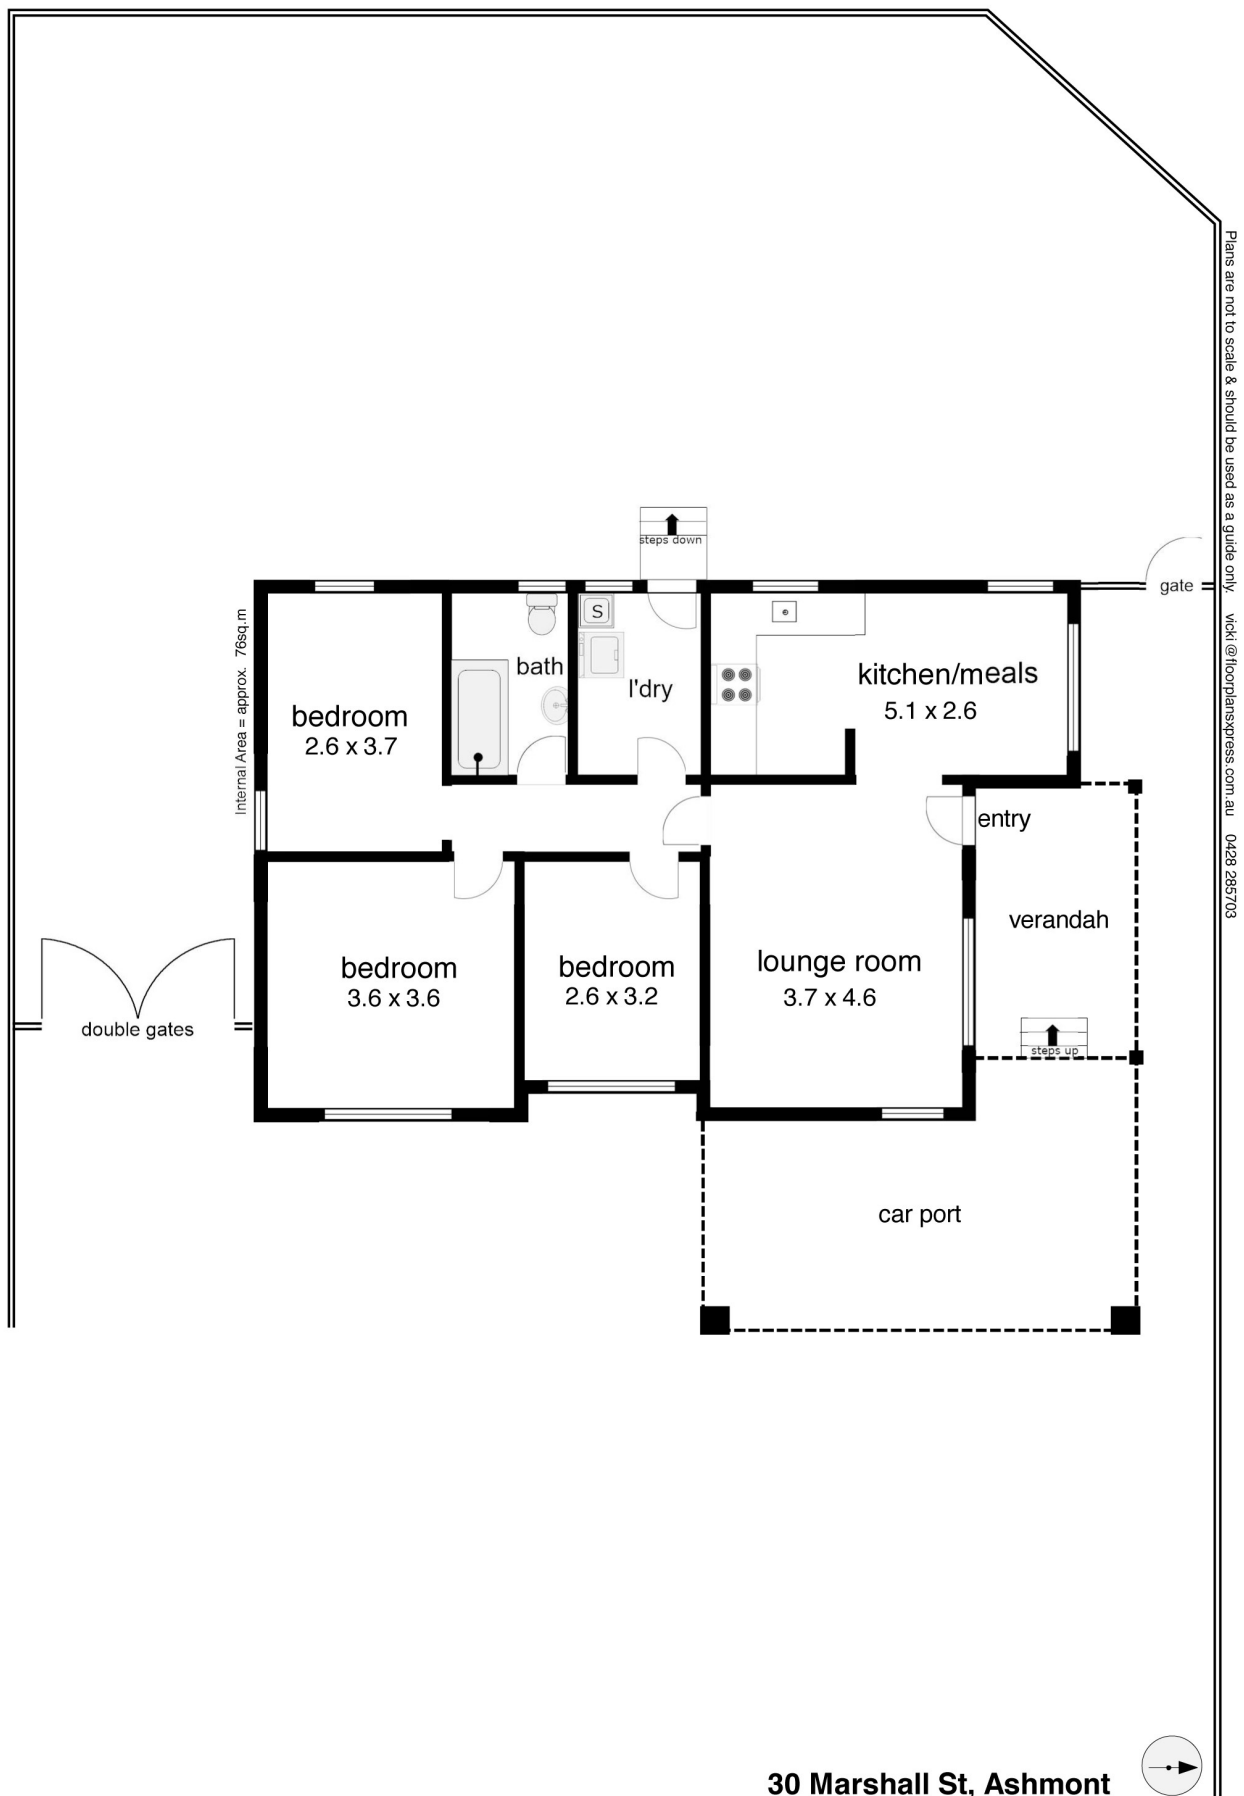 steps down
gate
Plans are not to scale & should be used as a guide only. vicki@floorplansxpress.com.au 0428 285703
Internal Area = approx. 76sq.m
S
bath
l'dry
kitchen/meals
5.1 x 2.6
bedroom
2.6 x 3.7
entry
verandah
bedroom
3.6 x 3.6
bedroom
2.6 x 3.2
lounge room
3.7 x 4.6
double gates
steps up
car port
30 Marshall St, Ashmont